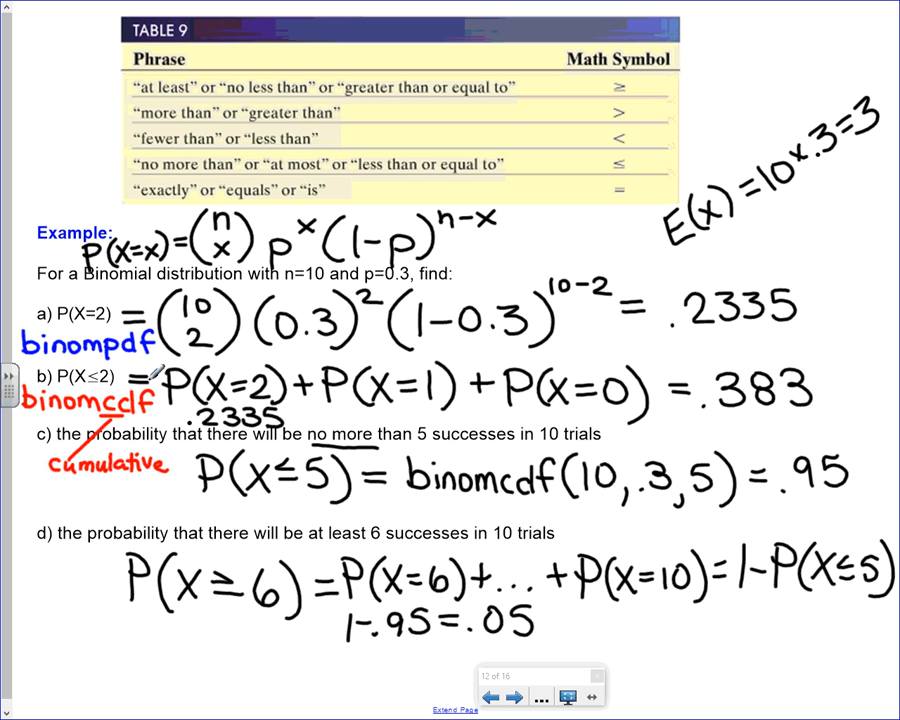 TABLE 9
Phrase Math Symbol
“at least” or “no less than” or “greater than or equal to” ≥
“more than” or “greater than” >
“fewer than” or “less than” <
“no more than” or “at most” or “less than or equal to” ≤
“exactly” or “equals” or “is” =
E(x)=10×.3=3
Example:
P(X=x)=(n x) p^x (1-p)^n-x
For a Binomial distribution with n=10 and p=0.3, find:
a) P(X=2) = (10 2) (0.3)^2 (1-0.3)^10-2 = .2335
binompdf
b) P(X≤2) = P(X=2)+P(X=1)+P(X=0) = .383
binomcdf .2335
c) the probability that there will be no more than 5 successes in 10 trials
cumulative
P(X≤5) = binomcdf(10,.3,5) = .95
d) the probability that there will be at least 6 successes in 10 trials
P(X≥6)=P(X=6)+...+P(X=10)=1-P(X≤5)
1-.95=.05
12 of 16
Extend Page